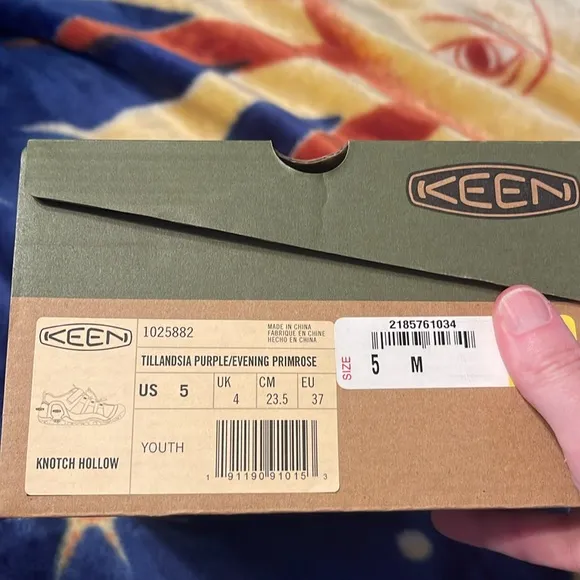 KEEN
KEEN
1025882
MADE IN CHINA
FABRIQUE EN CHINE
HECHO EN CHINA
TILLANDSIA PURPLE/EVENING PRIMROSE
US 5
UK 4
CM 23.5
EU 37
YOUTH
KNOTCH HOLLOW
1 91190 91015 3
2185761034
SIZE
5 M